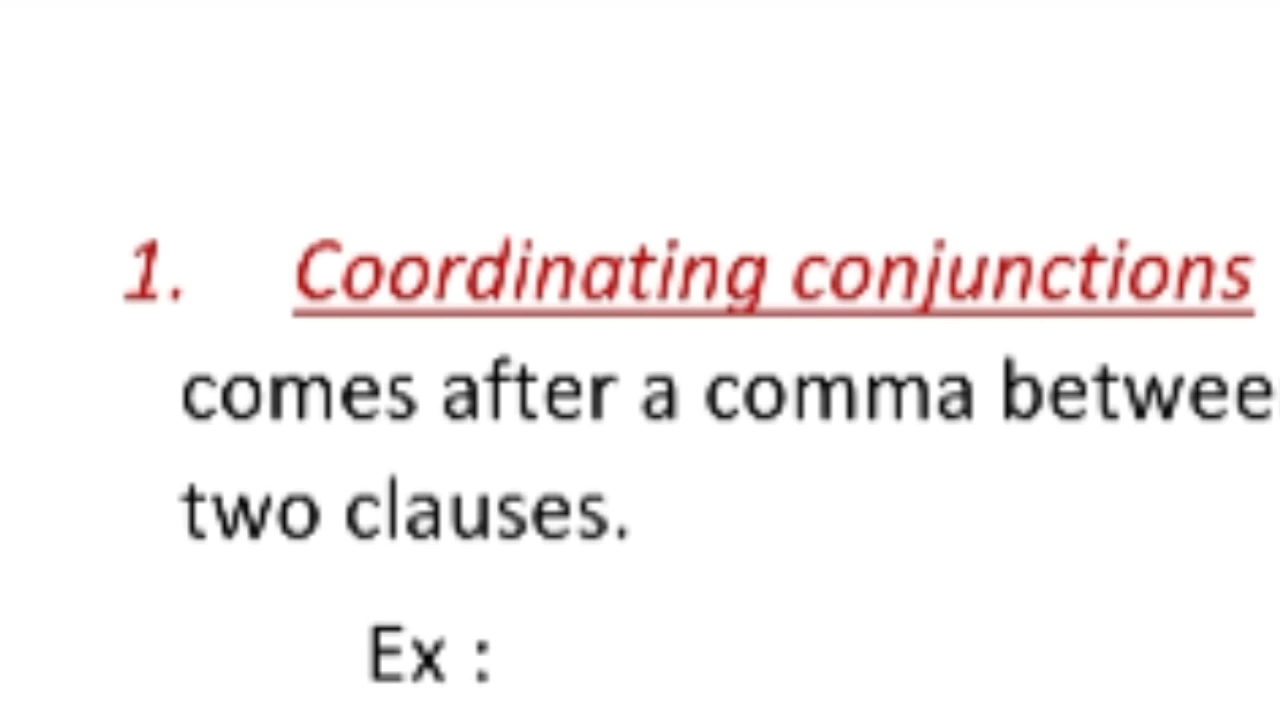 1. Coordinating conjunctions
comes after a comma betwee
two clauses.
Ex :